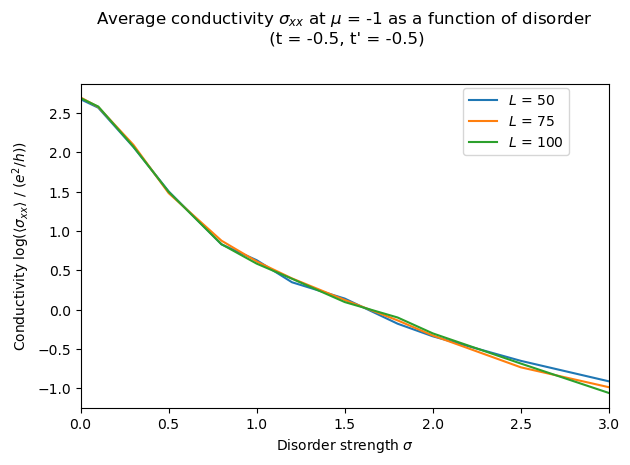 Average conductivity σxx at μ = -1 as a function of disorder
(t = -0.5, t' = -0.5)
L = 50
L = 75
L = 100
Conductivity log(⟨σxx⟩ / (e²/h))
2.5
2.0
1.5
1.0
0.5
0.0
−0.5
−1.0
0.0 0.5 1.0 1.5 2.0 2.5 3.0
Disorder strength σ